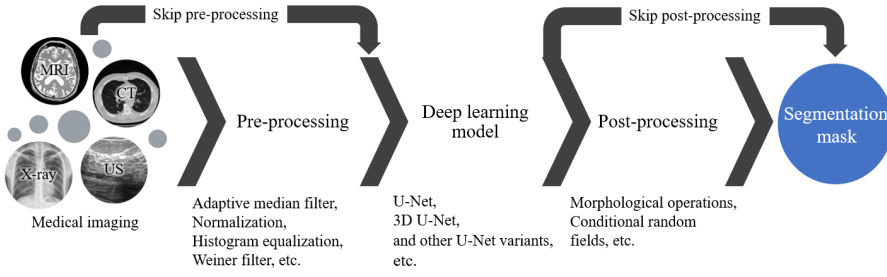 Skip pre-processing
Skip post-processing
MRI
CT
X-ray
US
Medical imaging
Pre-processing
Adaptive median filter,
Normalization,
Histogram equalization,
Weiner filter, etc.
Deep learning
model
U-Net,
3D U-Net,
and other U-Net variants,
etc.
Post-processing
Morphological operations,
Conditional random
fields, etc.
Segmentation
mask